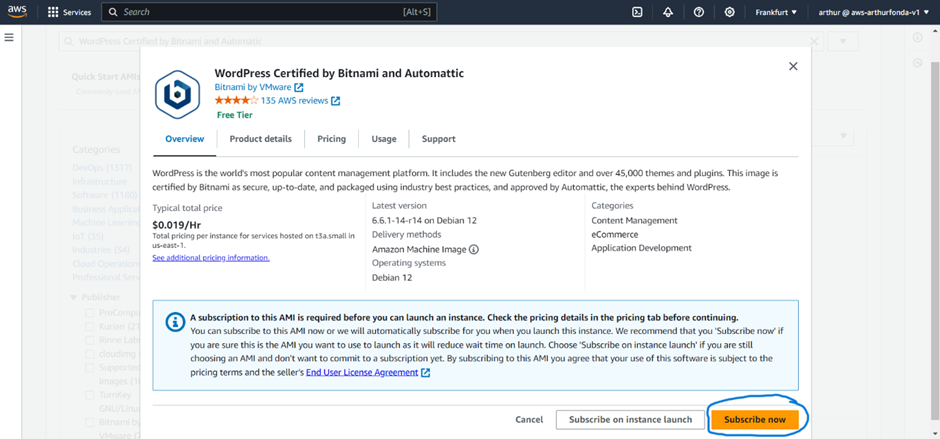 aws
Services
Search
[Alt+S]
Frankfurt
arthur @ aws-arthurfonda-v1
WordPress Certified by Bitnami and Automatic
Quick Start AMIs
Categories
DevOps
Infrastructure
Software
Business Applic
Machine Learning
IoT (35)
Industries (34)
Cloud Operation
Professional Serv
Publisher
ProCompu
Kurian
Rinne Labs
cloudimg
Supported
Images
TurnKey
GNU/Linux
Bitnami by
VMware
WordPress Certified by Bitnami and Automattic
Bitnami by VMware
135 AWS reviews
Free Tier
Overview
Product details
Pricing
Usage
Support
WordPress is the world's most popular content management platform. It includes the new Gutenberg editor and over 45,000 themes and plugins. This image is
certified by Bitnami as secure, up-to-date, and packaged using industry best practices, and approved by Automattic, the experts behind WordPress.
Typical total price
$0.019/Hr
Total pricing per instance for services hosted on t3a.small in
us-east-1.
See additional pricing information.
Latest version
6.6.1-14-r14 on Debian 12
Delivery methods
Amazon Machine Image
Operating systems
Debian 12
Categories
Content Management
eCommerce
Application Development
A subscription to this AMI is required before you can launch an instance. Check the pricing details in the pricing tab before continuing.
You can subscribe to this AMI now or we will automatically subscribe for you when you launch this instance. We recommend that you 'Subscribe now' if
you are sure this is the AMI you want to use to launch as it will reduce wait time on launch. Choose 'Subscribe on instance launch' if you are still
choosing an AMI and don't want to commit to a subscription yet. By subscribing to this AMI you agree that your use of this software is subject to the
pricing terms and the seller's End User License Agreement
Cancel
Subscribe on instance launch
Subscribe now